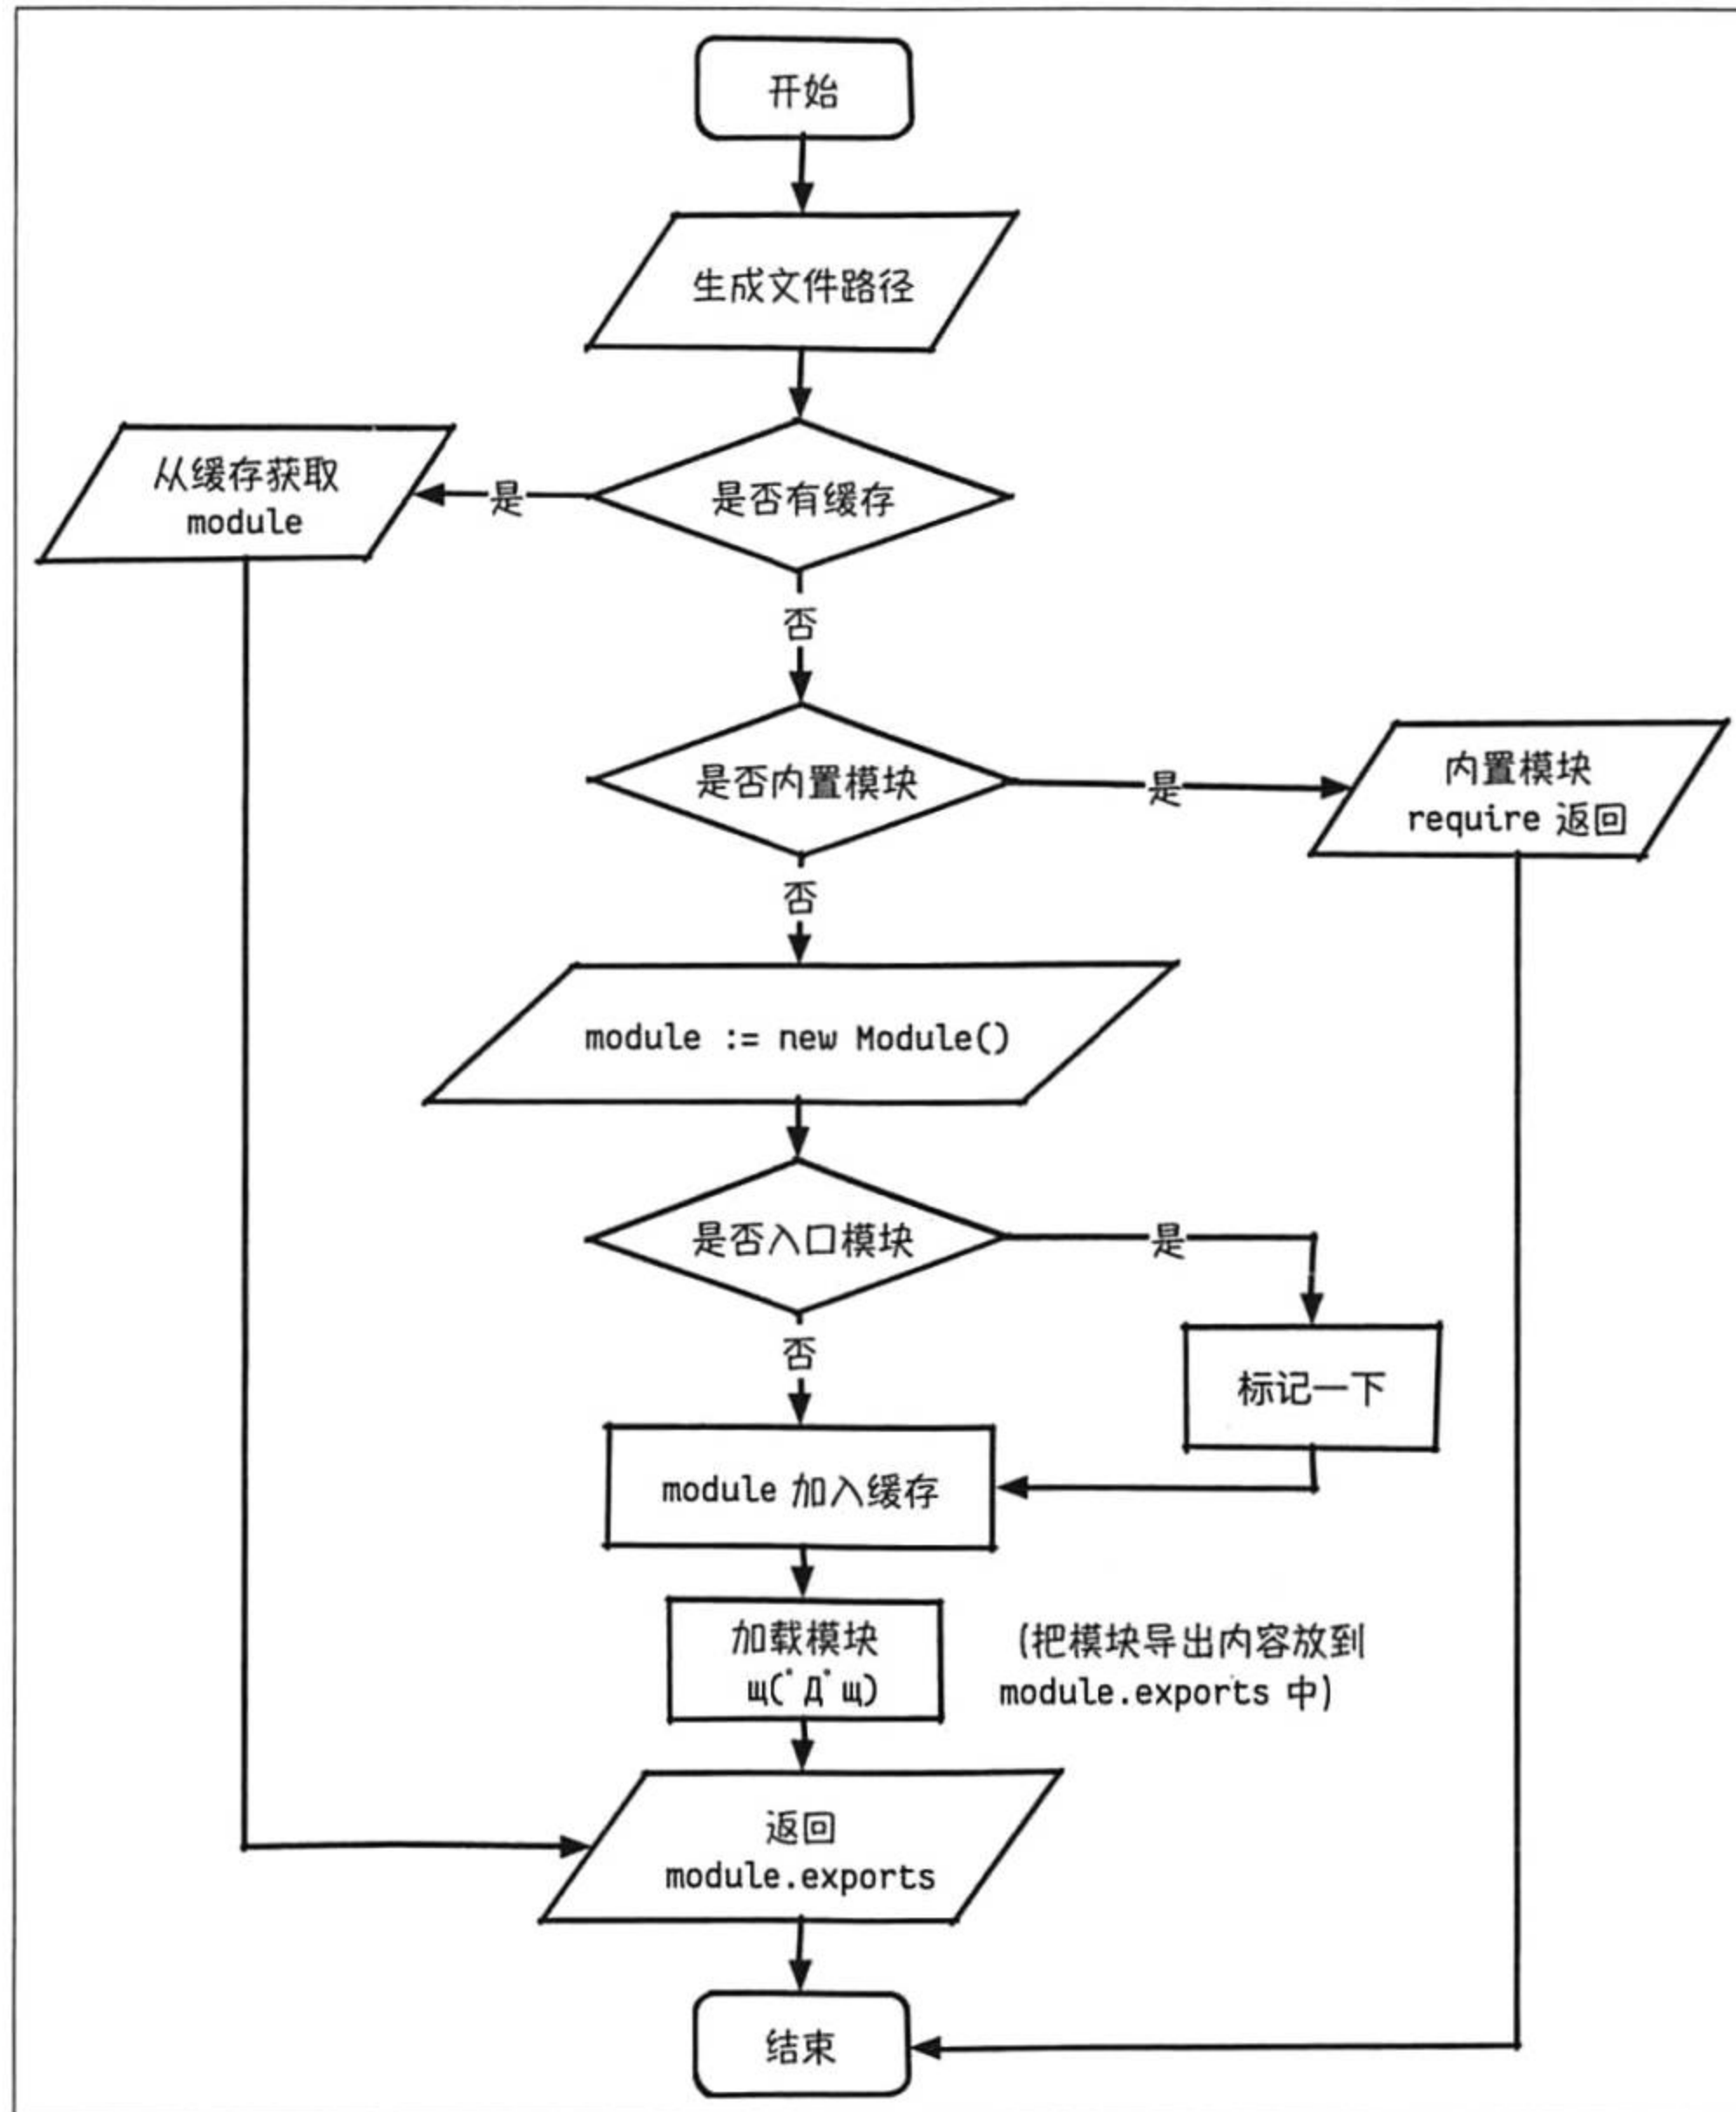 开始
生成文件路径
从缓存获取
module
是
是否有缓存
否
是否内置模块
是
内置模块
require 返回
否
module := new Module()
是否入口模块
是
否
标记一下
module 加入缓存
加载模块
щ(゚Д゚щ)
(把模块导出内容放到
module.exports 中)
返回
module.exports
结束